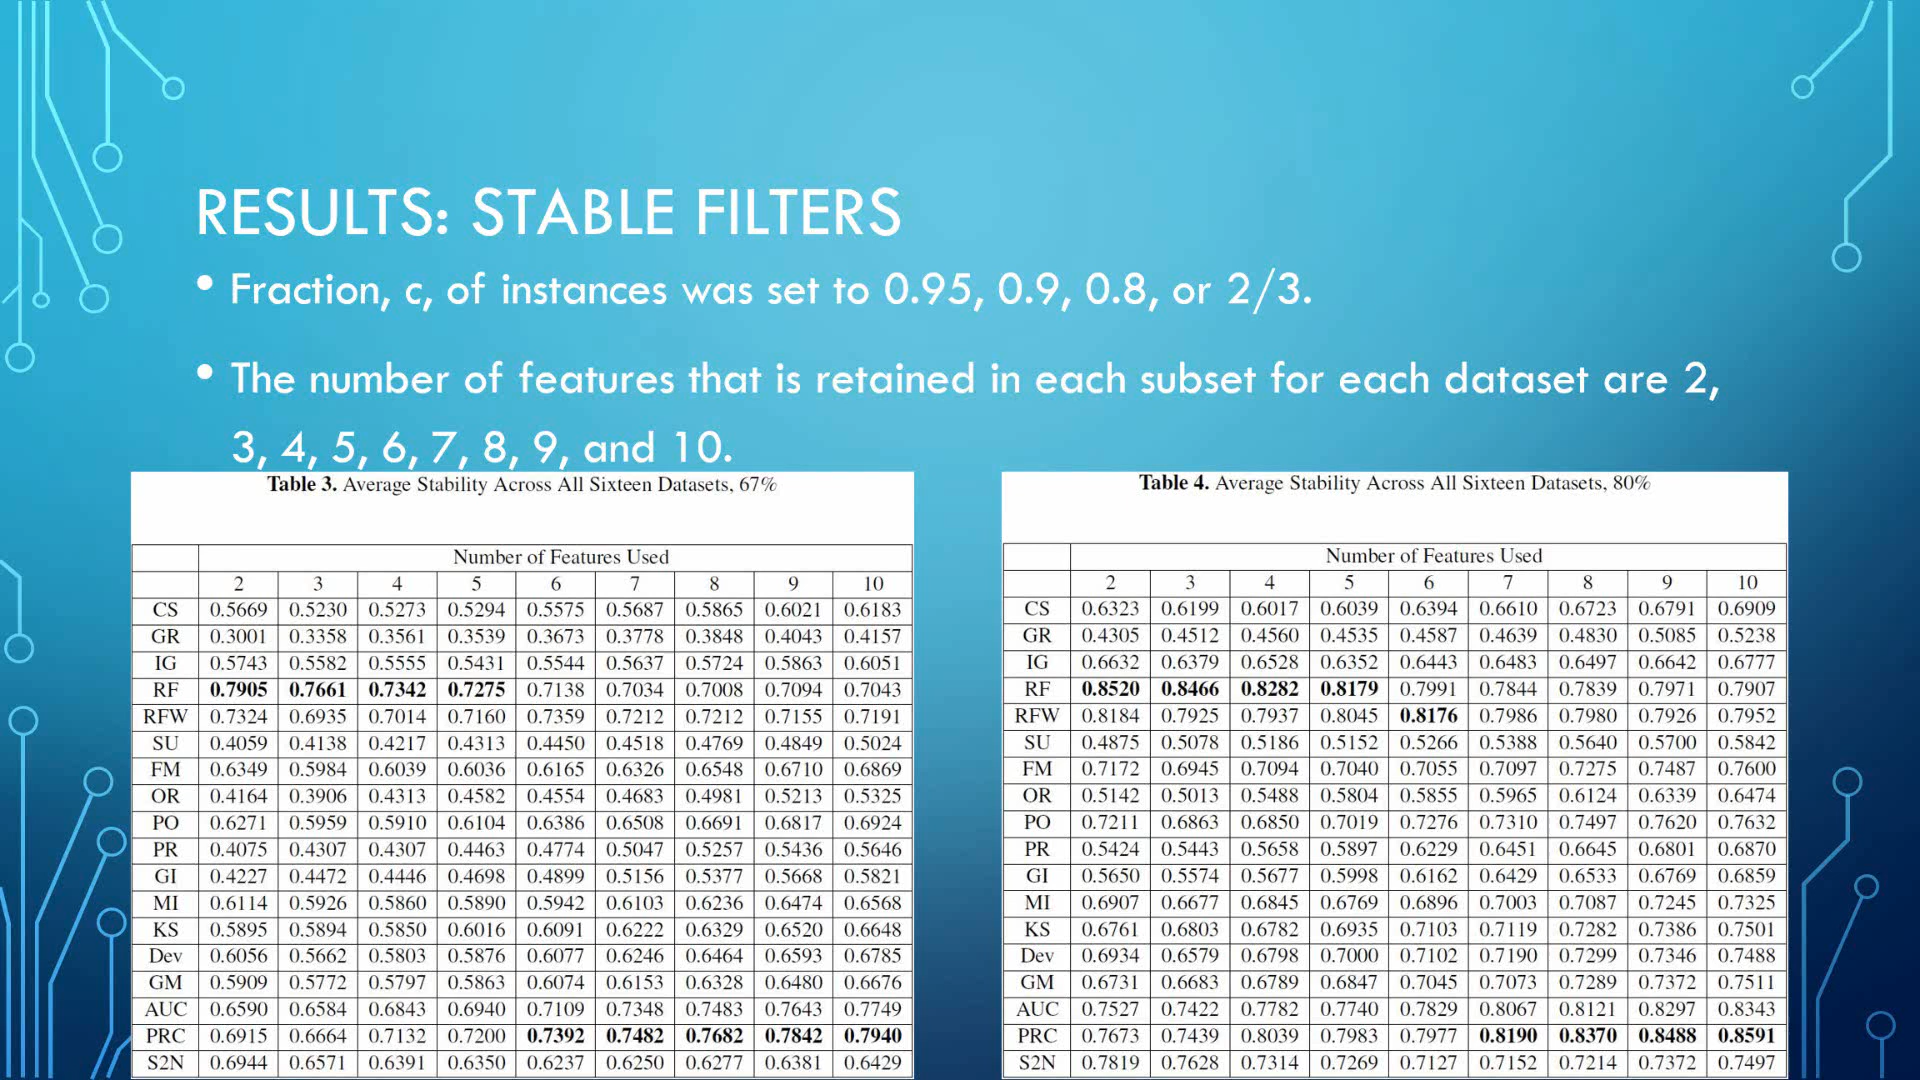 RESULTS: STABLE FILTERS
• Fraction, c, of instances was set to 0.95, 0.9, 0.8, or 2/3.
• The number of features that is retained in each subset for each dataset are 2,
3, 4, 5, 6, 7, 8, 9, and 10.
Table 3. Average Stability Across All Sixteen Datasets, 67%
Number of Features Used
2 3 4 5 6 7 8 9 10
CS 0.5669 0.5230 0.5273 0.5294 0.5575 0.5687 0.5865 0.6021 0.6183
GR 0.3001 0.3358 0.3561 0.3539 0.3673 0.3778 0.3848 0.4043 0.4157
IG 0.5743 0.5582 0.5555 0.5431 0.5544 0.5637 0.5724 0.5863 0.6051
RF 0.7905 0.7661 0.7342 0.7275 0.7138 0.7034 0.7008 0.7094 0.7043
RFW 0.7324 0.6935 0.7014 0.7160 0.7359 0.7212 0.7212 0.7155 0.7191
SU 0.4059 0.4138 0.4217 0.4313 0.4450 0.4518 0.4769 0.4849 0.5024
FM 0.6349 0.5984 0.6039 0.6036 0.6165 0.6326 0.6548 0.6710 0.6869
OR 0.4164 0.3906 0.4313 0.4582 0.4554 0.4683 0.4981 0.5213 0.5325
PO 0.6271 0.5959 0.5910 0.6104 0.6386 0.6508 0.6691 0.6817 0.6924
PR 0.4075 0.4307 0.4307 0.4463 0.4774 0.5047 0.5257 0.5436 0.5646
GI 0.4227 0.4472 0.4446 0.4698 0.4899 0.5156 0.5377 0.5668 0.5821
MI 0.6114 0.5926 0.5860 0.5890 0.5942 0.6103 0.6236 0.6474 0.6568
KS 0.5895 0.5894 0.5850 0.6016 0.6091 0.6222 0.6329 0.6520 0.6648
Dev 0.6056 0.5662 0.5803 0.5876 0.6077 0.6246 0.6464 0.6593 0.6785
GM 0.5909 0.5772 0.5797 0.5863 0.6074 0.6153 0.6328 0.6480 0.6676
AUC 0.6590 0.6584 0.6843 0.6940 0.7109 0.7348 0.7483 0.7643 0.7749
PRC 0.6915 0.6664 0.7132 0.7200 0.7392 0.7482 0.7682 0.7842 0.7940
S2N 0.6944 0.6571 0.6391 0.6350 0.6237 0.6250 0.6277 0.6381 0.6429
Table 4. Average Stability Across All Sixteen Datasets, 80%
Number of Features Used
2 3 4 5 6 7 8 9 10
CS 0.6323 0.6199 0.6017 0.6039 0.6394 0.6610 0.6723 0.6791 0.6909
GR 0.4305 0.4512 0.4560 0.4535 0.4587 0.4639 0.4830 0.5085 0.5238
IG 0.6632 0.6379 0.6528 0.6352 0.6443 0.6483 0.6497 0.6642 0.6777
RF 0.8520 0.8466 0.8282 0.8179 0.7991 0.7844 0.7839 0.7971 0.7907
RFW 0.8184 0.7925 0.7937 0.8045 0.8176 0.7986 0.7980 0.7926 0.7952
SU 0.4875 0.5078 0.5186 0.5152 0.5266 0.5388 0.5640 0.5700 0.5842
FM 0.7172 0.6945 0.7094 0.7040 0.7055 0.7097 0.7275 0.7487 0.7600
OR 0.5142 0.5013 0.5488 0.5804 0.5855 0.5965 0.6124 0.6339 0.6474
PO 0.7211 0.6863 0.6850 0.7019 0.7276 0.7310 0.7497 0.7620 0.7632
PR 0.5424 0.5443 0.5658 0.5897 0.6229 0.6451 0.6645 0.6801 0.6870
GI 0.5650 0.5574 0.5677 0.5998 0.6162 0.6429 0.6533 0.6769 0.6859
MI 0.6907 0.6677 0.6845 0.6769 0.6896 0.7003 0.7087 0.7245 0.7325
KS 0.6761 0.6803 0.6782 0.6935 0.7103 0.7119 0.7282 0.7386 0.7501
Dev 0.6934 0.6579 0.6798 0.7000 0.7102 0.7190 0.7299 0.7346 0.7488
GM 0.6731 0.6683 0.6789 0.6847 0.7045 0.7073 0.7289 0.7372 0.7511
AUC 0.7527 0.7422 0.7782 0.7740 0.7829 0.8067 0.8121 0.8297 0.8343
PRC 0.7673 0.7439 0.8039 0.7983 0.7977 0.8190 0.8370 0.8488 0.8591
S2N 0.7819 0.7628 0.7314 0.7269 0.7127 0.7152 0.7214 0.7372 0.7497